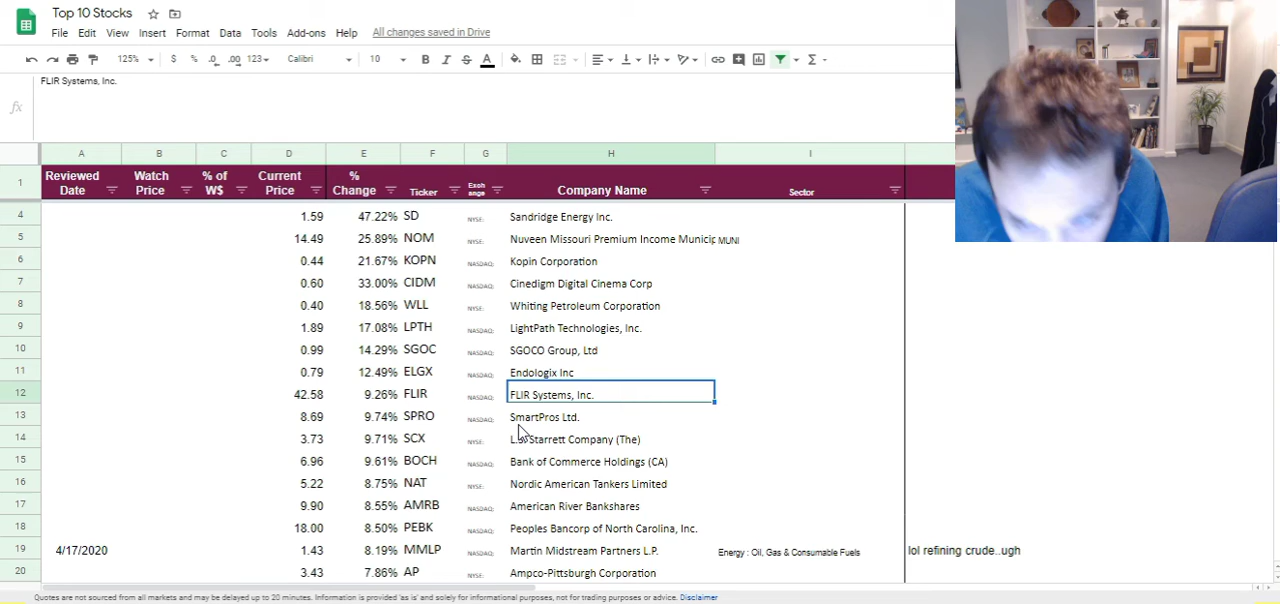 Top 10 Stocks
File Edit View Insert Format Data Tools Add-ons Help All changes saved in Drive
125% $ % .0 .00 123 Calibri 10 B I S A Σ
FLIR Systems, Inc.
fx
A B C D E F G H I
1 Reviewed Date Watch Price % of W$ Current Price % Change Ticker Exch ange Company Name Sector
4 1.59 47.22% SD NYSE: Sandridge Energy Inc.
5 14.49 25.89% NOM NYSE: Nuveen Missouri Premium Income Municip MUNI
6 0.44 21.67% KOPN NASDAQ: Kopin Corporation
7 0.60 33.00% CIDM NASDAQ: Cinedigm Digital Cinema Corp
8 0.40 18.56% WLL NYSE: Whiting Petroleum Corporation
9 1.89 17.08% LPTH NASDAQ: LightPath Technologies, Inc.
10 0.99 14.29% SGOC NASDAQ: SGOCO Group, Ltd
11 0.79 12.49% ELGX NASDAQ: Endologix Inc
12 42.58 9.26% FLIR NASDAQ: FLIR Systems, Inc.
13 8.69 9.74% SPRO NASDAQ: SmartPros Ltd.
14 3.73 9.71% SCX NYSE: Starrett Company (The)
15 6.96 9.61% BOCH NASDAQ: Bank of Commerce Holdings (CA)
16 5.22 8.75% NAT NYSE: Nordic American Tankers Limited
17 9.90 8.55% AMRB NASDAQ: American River Bankshares
18 18.00 8.50% PEBK NASDAQ: Peoples Bancorp of North Carolina, Inc.
19 4/17/2020 1.43 8.19% MMLP NASDAQ: Martin Midstream Partners L.P. Energy : Oil, Gas & Consumable Fuels lol refining crude..ugh
20 3.43 7.86% AP NYSE: Ampco-Pittsburgh Corporation
Quotes are not sourced from all markets and may be delayed up to 20 minutes. Information is provided 'as is' and solely for informational purposes, not for trading purposes or advice. Disclaimer